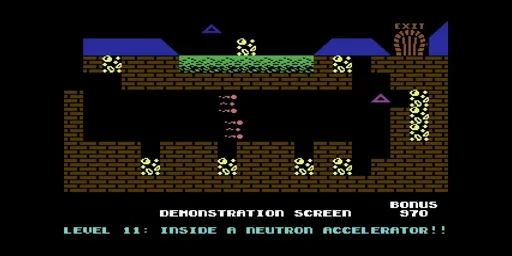 EXIT
BONUS
DEMONSTRATION SCREEN 970
LEVEL 11: INSIDE A NEUTRON ACCELERATOR!!